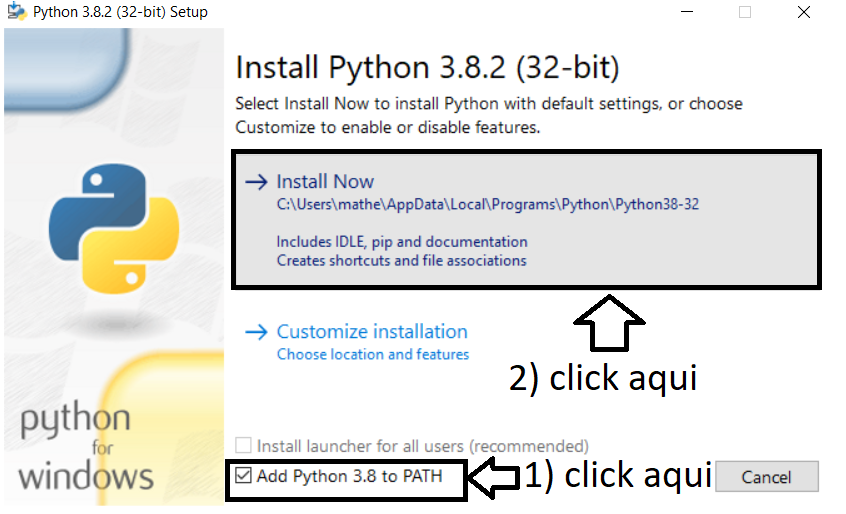 Python 3.8.2 (32-bit) Setup
Install Python 3.8.2 (32-bit)
Select Install Now to install Python with default settings, or choose
Customize to enable or disable features.
Install Now
C:\Users\mathe\AppData\Local\Programs\Python\Python38-32
Includes IDLE, pip and documentation
Creates shortcuts and file associations
Customize installation
Choose location and features
2) click aqui
python
for
windows
Install launcher for all users (recommended)
Add Python 3.8 to PATH
1) click aqui
Cancel